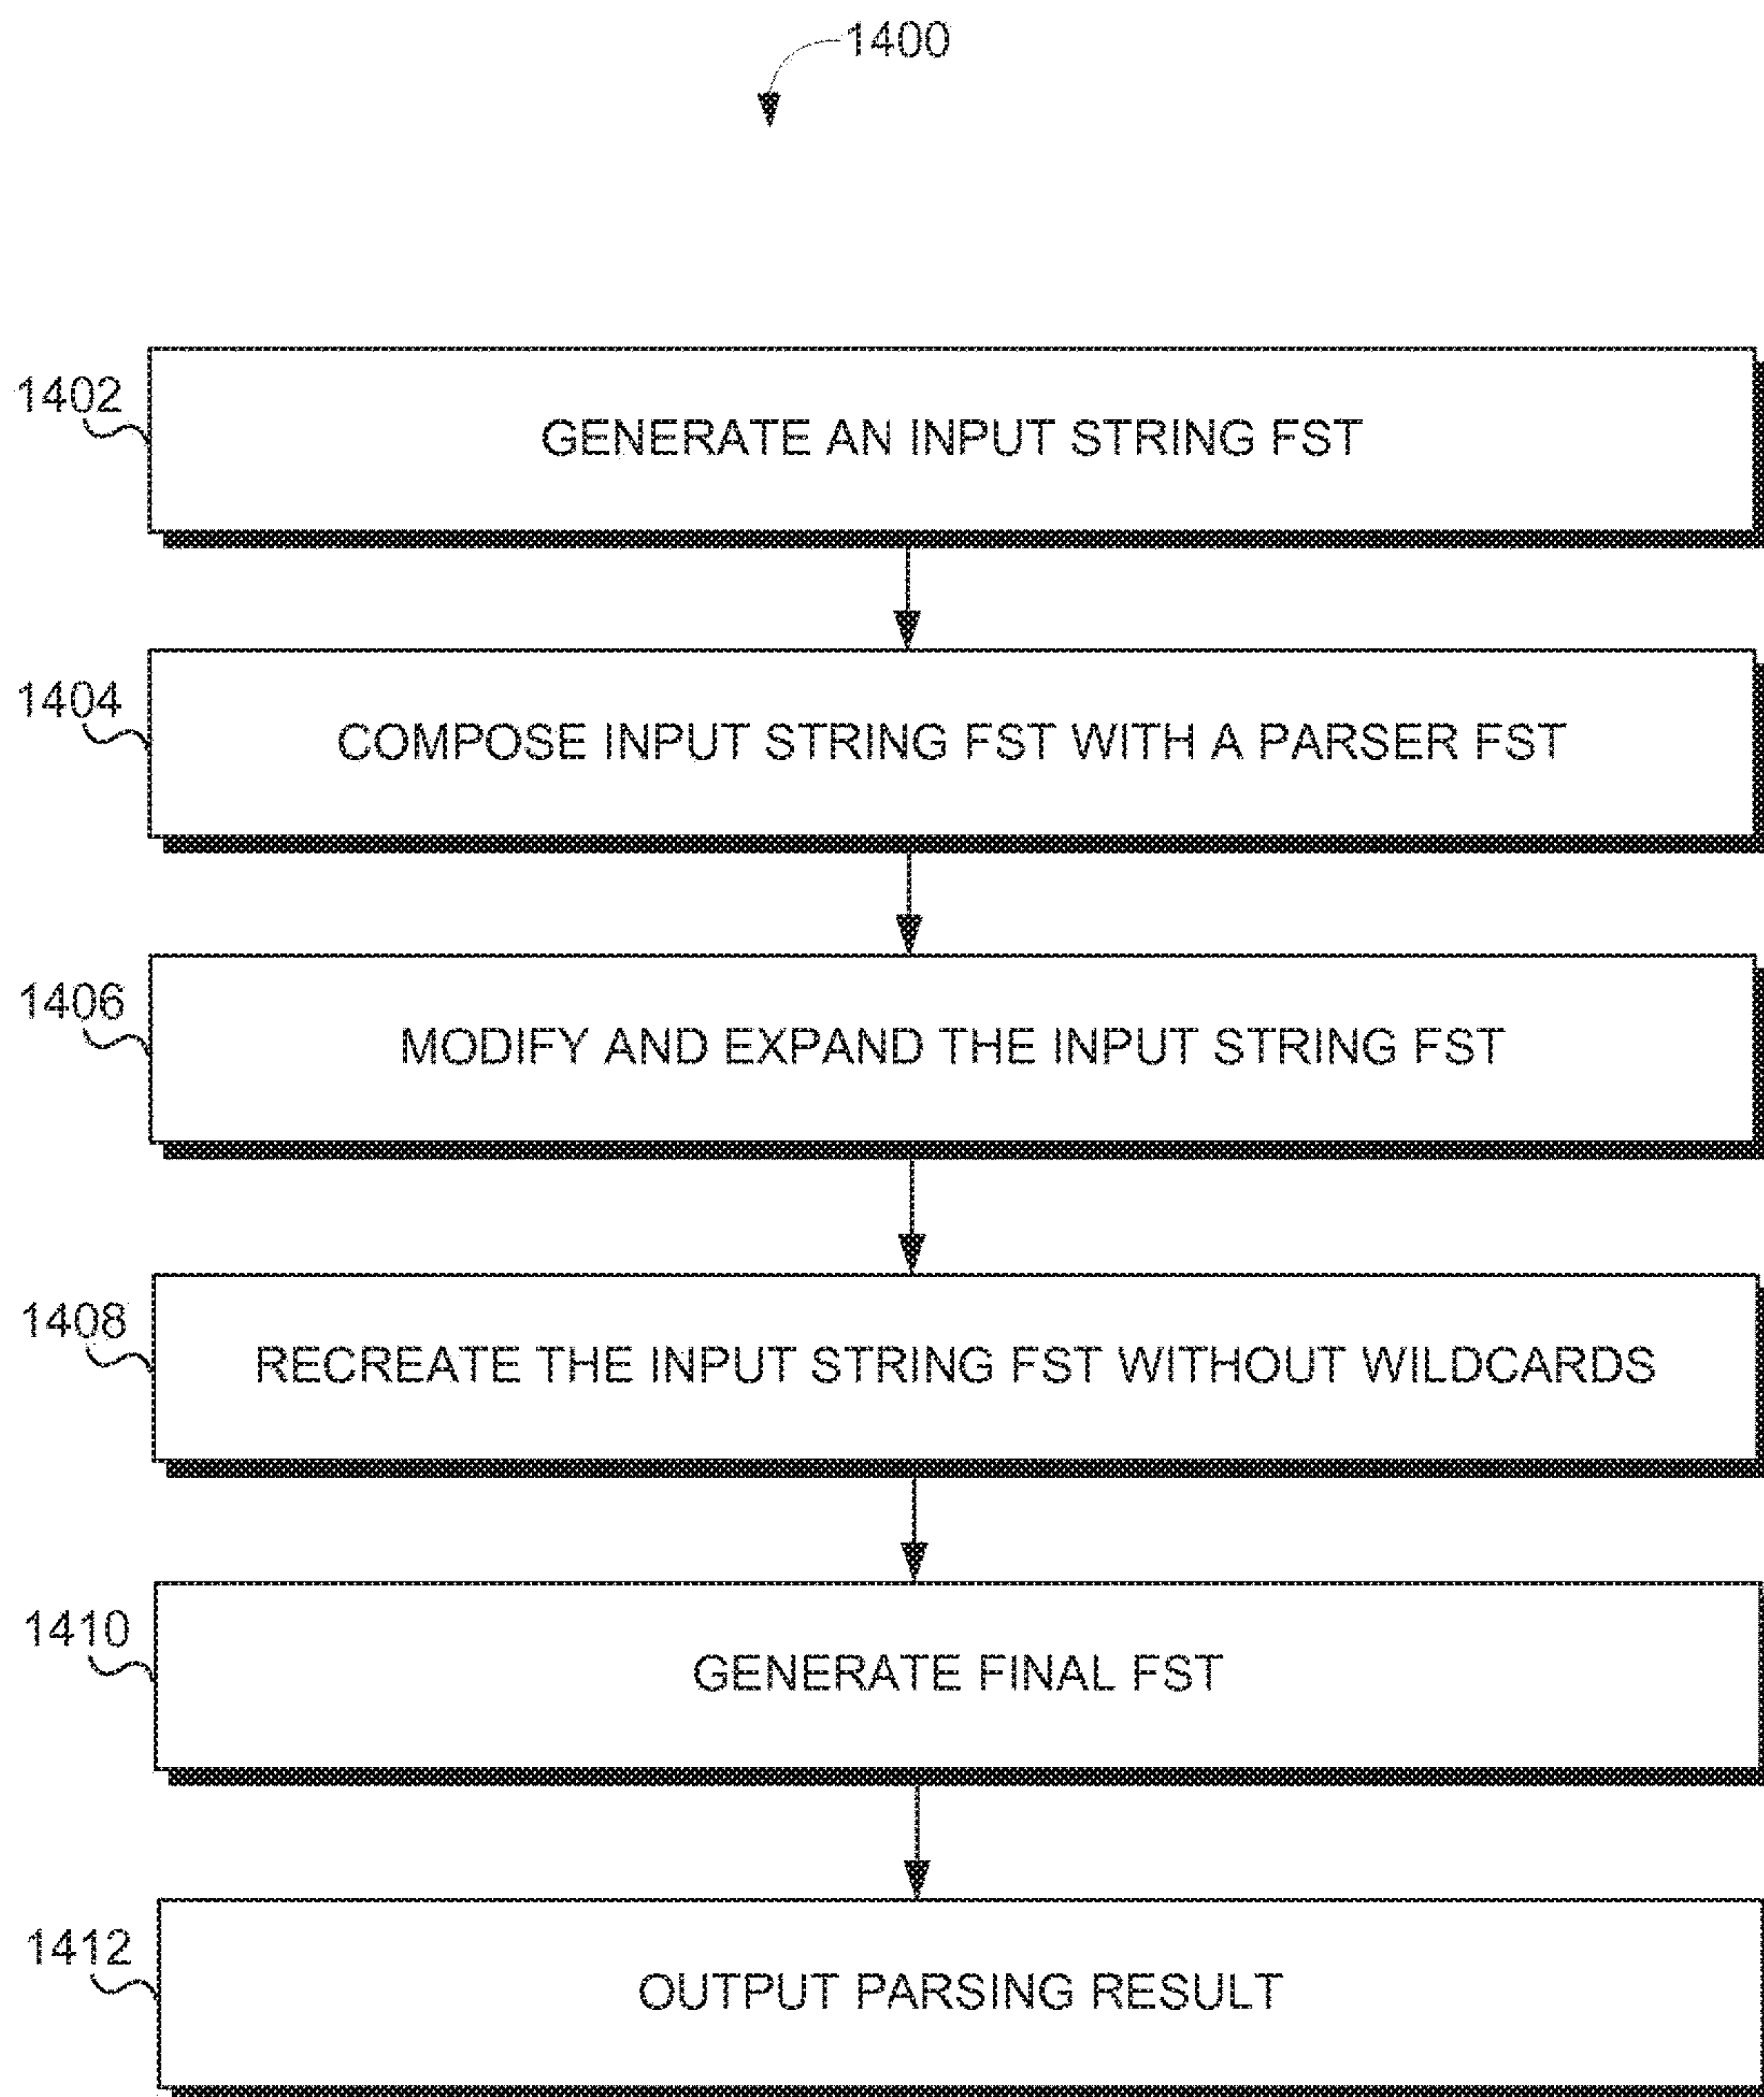 1400
1402
GENERATE AN INPUT STRING FST
1404
COMPOSE INPUT STRING FST WITH A PARSER FST
1406
MODIFY AND EXPAND THE INPUT STRING FST
1408
RECREATE THE INPUT STRING FST WITHOUT WILDCARDS
1410
GENERATE FINAL FST
1412
OUTPUT PARSING RESULT